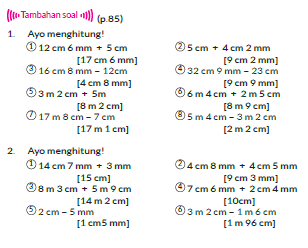 Tambahan soal (p.85)
1. Ayo menghitung!
① 12 cm 6 mm + 5 cm ② 5 cm + 4 cm 2 mm
[17 cm 6 mm] [9 cm 2 mm]
③ 16 cm 8 mm – 12cm ④ 32 cm 9 mm – 23 cm
[4 cm 8 mm] [9 cm 9 mm]
⑤ 3 m 2 cm + 5m ⑥ 6 m 4 cm + 2 m 5 cm
[8 m 2 cm] [8 m 9 cm]
⑦ 17 m 8 cm – 7 cm ⑧ 5 m 4 cm – 3 m 2 cm
[17 m 1 cm] [2 m 2 cm]
2. Ayo menghitung!
① 14 cm 7 mm + 3 mm ② 4 cm 8 mm + 4 cm 5 mm
[15 cm] [9 cm 3 mm]
③ 8 m 3 cm + 5 m 9 cm ④ 7 cm 6 mm + 2 cm 4 mm
[14 m 2 cm] [10cm]
⑤ 2 cm – 5 mm ⑥ 3 m 2 cm – 1 m 6 cm
[1 cm5 mm] [1 m 96 cm]